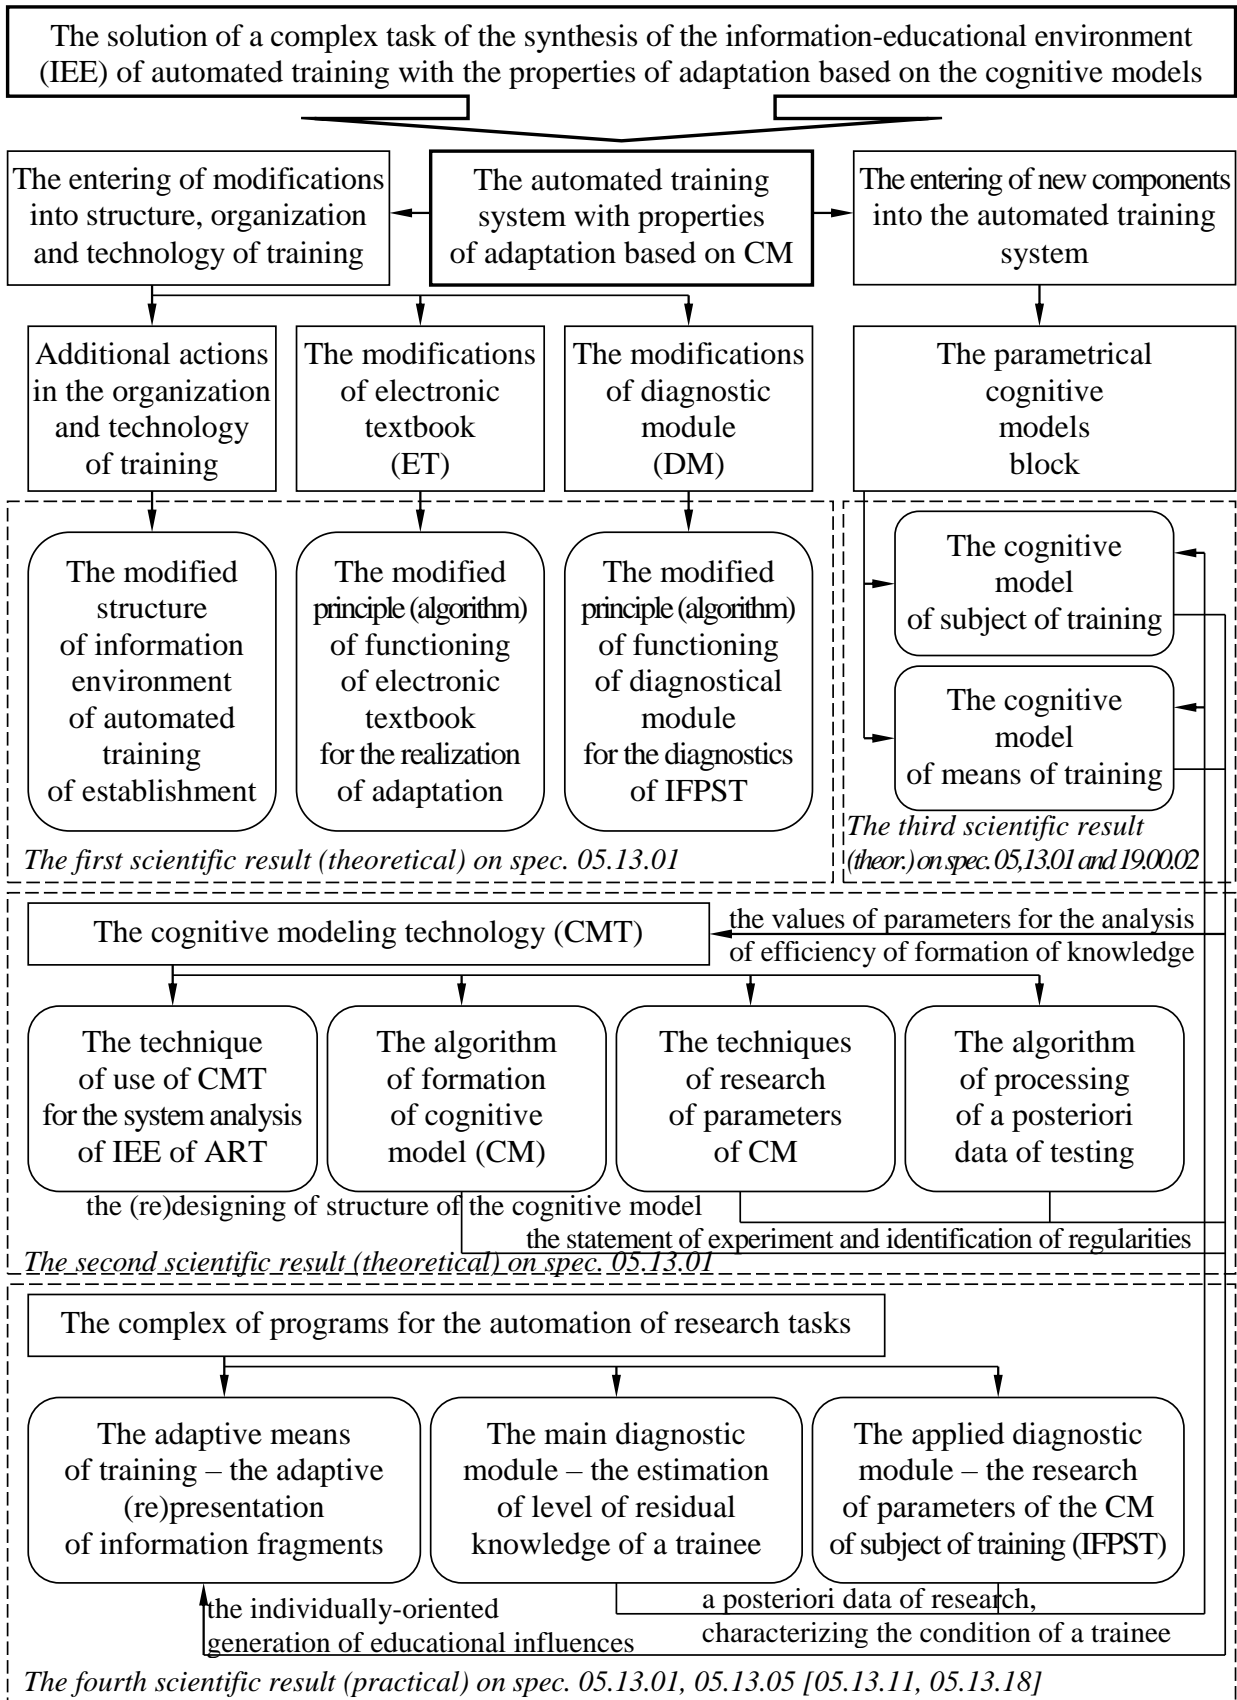 The solution of a complex task of the synthesis of the information-educational environment
(IEE) of automated training with the properties of adaptation based on the cognitive models
The entering of modifications
into structure, organization
and technology of training
The automated training
system with properties
of adaptation based on CM
The entering of new components
into the automated training
system
Additional actions
in the organization
and technology
of training
The modifications
of electronic
textbook
(ET)
The modifications
of diagnostic
module
(DM)
The parametrical
cognitive
models
block
The modified
structure
of information
environment
of automated
training
of establishment
The modified
principle (algorithm)
of functioning
of electronic
textbook
for the realization
of adaptation
The modified
principle (algorithm)
of functioning
of diagnostical
module
for the diagnostics
of IFPST
The cognitive
model
of subject of training
The cognitive
model
of means of training
The first scientific result (theoretical) on spec. 05.13.01
The third scientific result
(theor.) on spec. 05,13.01 and 19.00.02
The cognitive modeling technology (CMT)
the values of parameters for the analysis
of efficiency of formation of knowledge
The technique
of use of CMT
for the system analysis
of IEE of ART
The algorithm
of formation
of cognitive
model (CM)
The techniques
of research
of parameters
of CM
The algorithm
of processing
of a posteriori
data of testing
the (re)designing of structure of the cognitive model
the statement of experiment and identification of regularities
The second scientific result (theoretical) on spec. 05.13.01
The complex of programs for the automation of research tasks
The adaptive means
of training – the adaptive
(re)presentation
of information fragments
The main diagnostic
module – the estimation
of level of residual
knowledge of a trainee
The applied diagnostic
module – the research
of parameters of the CM
of subject of training (IFPST)
the individually-oriented
generation of educational influences
a posteriori data of research,
characterizing the condition of a trainee
The fourth scientific result (practical) on spec. 05.13.01, 05.13.05 [05.13.11, 05.13.18]